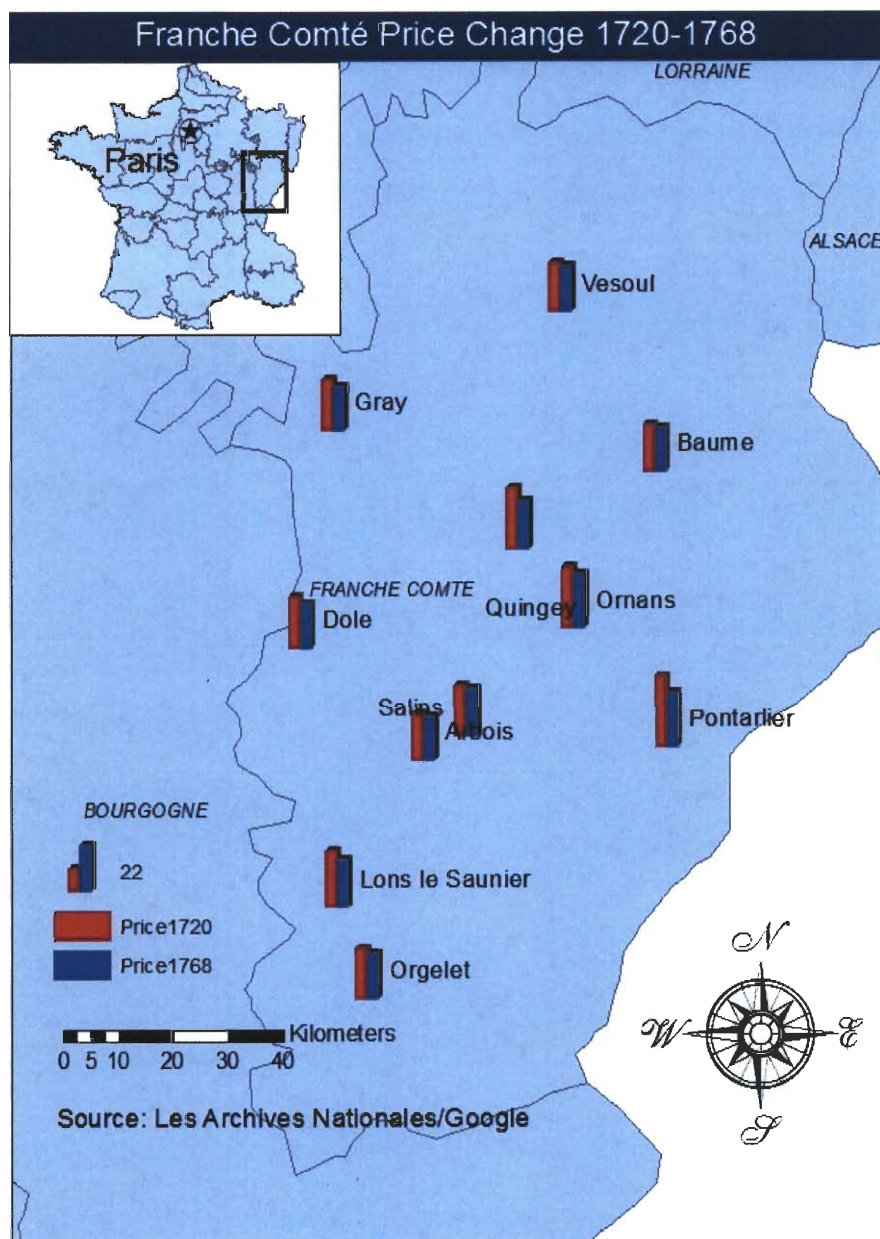 Franche Comté Price Change 1720-1768
LORRAINE
Paris
ALSACE
Vesoul
Gray
Baume
FRANCHE COMTE
Dole
Quingey
Ornans
Salins
Arbois
Pontarlier
BOURGOGNE
22
Lons le Saunier
Price1720
Price1768
Orgelet
Kilometers
0 5 10 20 30 40
Source: Les Archives Nationales/Google
N
W
E
S